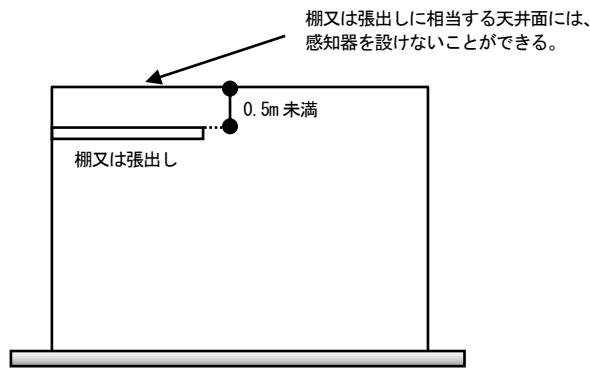 棚又は張出しに相当する天井面には、
感知器を設けないことができる。
0.5m 未満
棚又は張出し